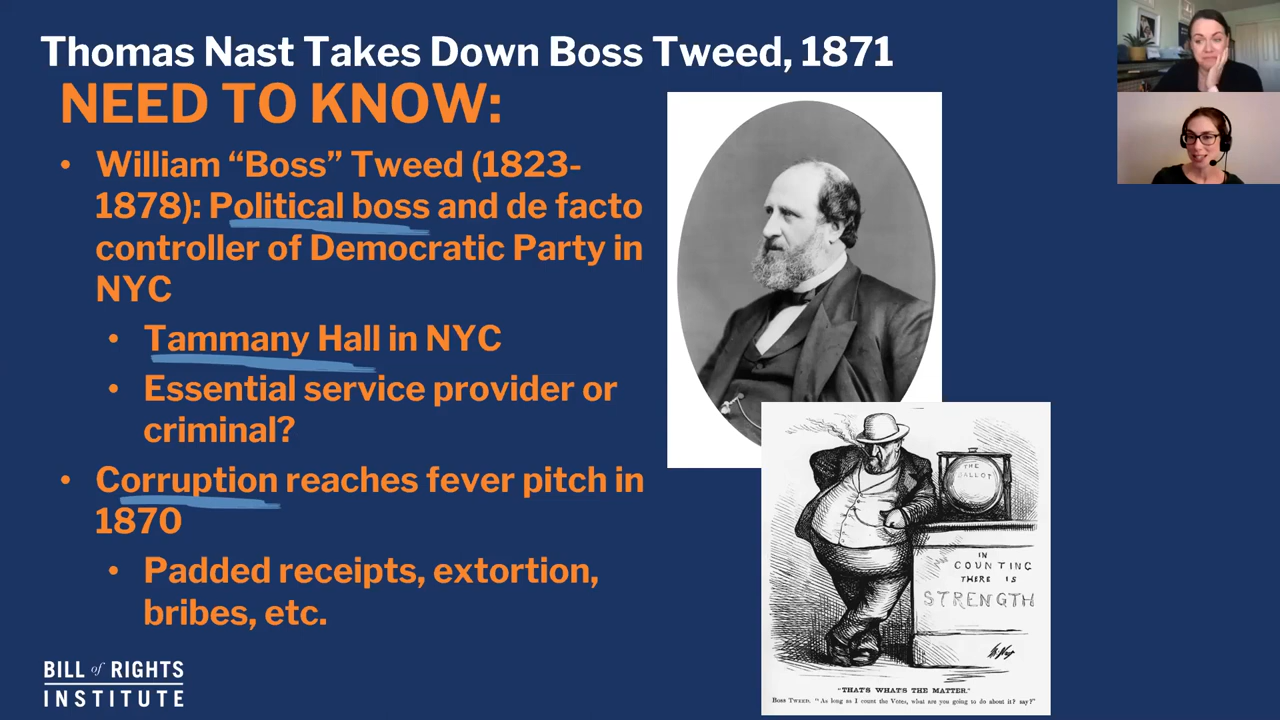 Thomas Nast Takes Down Boss Tweed, 1871
NEED TO KNOW:
• William “Boss” Tweed (1823-
1878): Political boss and de facto
controller of Democratic Party in
NYC
• Tammany Hall in NYC
• Essential service provider or
criminal?
• Corruption reaches fever pitch in
1870
• Padded receipts, extortion,
bribes, etc.
BILL of RIGHTS
INSTITUTE
THE
BALLOT
IN
COUNTING
THERE IS
STRENGTH
Th. Nast
"THAT'S WHAT'S THE MATTER."
BOSS TWEED. "As long as I count the Votes, what are you going to do about it? say?"